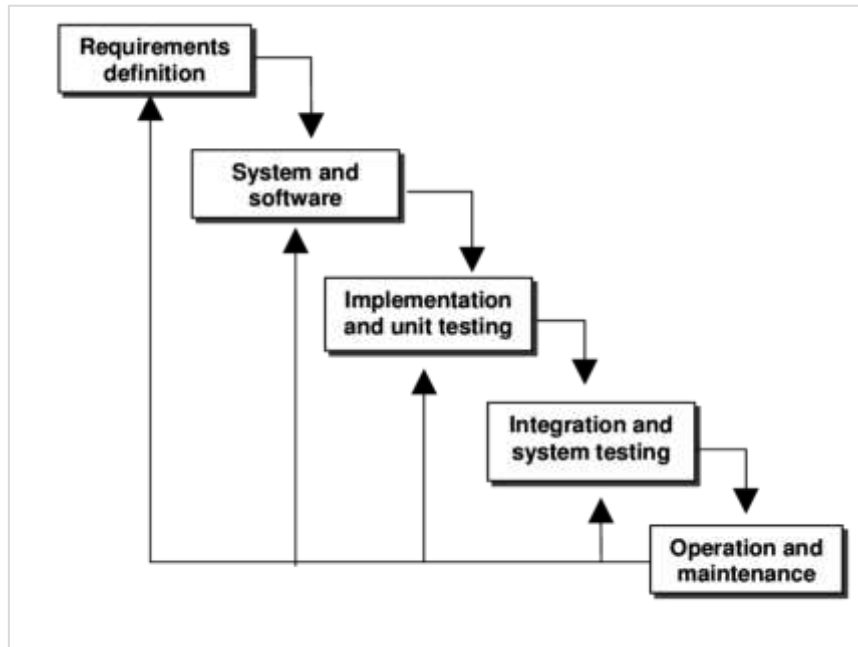 Requirements
definition
System and
software
Implementation
and unit testing
Integration and
system testing
Operation and
maintenance